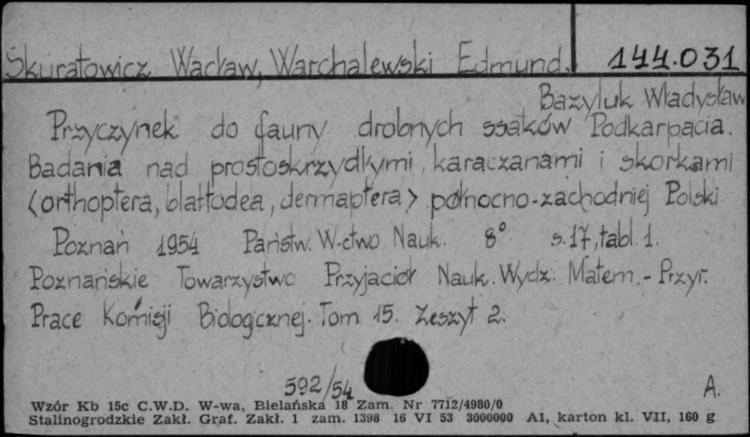 Skuratowicz Wacław, Warchalewski Edmund. 144.031
Bazyluk Władysław
Przyczynek do fauny drobnych ssaków Podkarpacia.
Badania nad prostoskrzydłymi, karaczanami i skorkami
(orthoptera, blattodea, dermaptera) północno-zachodniej Polski
Poznań 1954 Państw. W-ctwo Nauk. 8° s.17, tabl. 1.
Poznańskie Towarzystwo Przyjaciół Nauk. Wydz. Matem.-Przyr.
Prace Komisji Biologicznej. Tom 15. Zeszyt 2.
592/54 A.
Wzór Kb 15c C.W.D. W-wa, Bielańska 18 Zam. Nr 7712/4980/0
Stalinogrodzkie Zakł. Graf. Zakł. 1 zam. 1398 16 VI 53 3000000 A1, karton kl. VII, 160 g